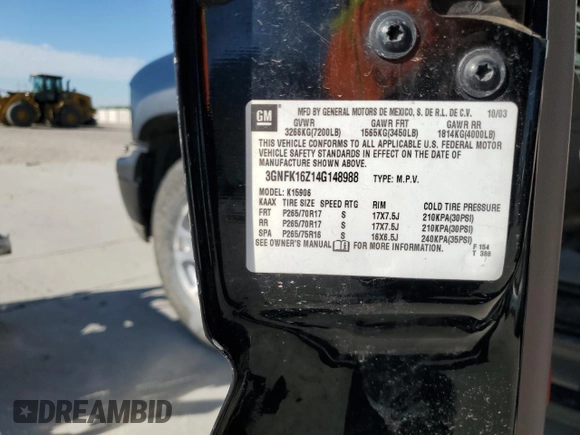 GM
MFD BY GENERAL MOTORS DE MEXICO, S. DE R.L. DE C.V. 10/03
GVWR GAWR FRT GAWR RR
3266KG(7200LB) 1565KG(3450LB) 1814KG(4000LB)
THIS VEHICLE CONFORMS TO ALL APPLICABLE U.S. FEDERAL MOTOR
VEHICLE SAFETY STANDARDS IN EFFECT ON THE DATE OF
MANUFACTURE SHOWN ABOVE.
3GNFK16Z14G148988 TYPE: M.P.V.
MODEL: K15906
KAAX TIRE SIZE SPEED RTG RIM COLD TIRE PRESSURE
FRT P265/70R17 S 17X7.5J 210KPA(30PSI)
RR P265/70R17 S 17X7.5J 210KPA(30PSI)
SPA P265/75R16 S 16X6.5J 240KPA(35PSI)
SEE OWNER'S MANUAL FOR MORE INFORMATION.
F 154
T 388
DREAMBID